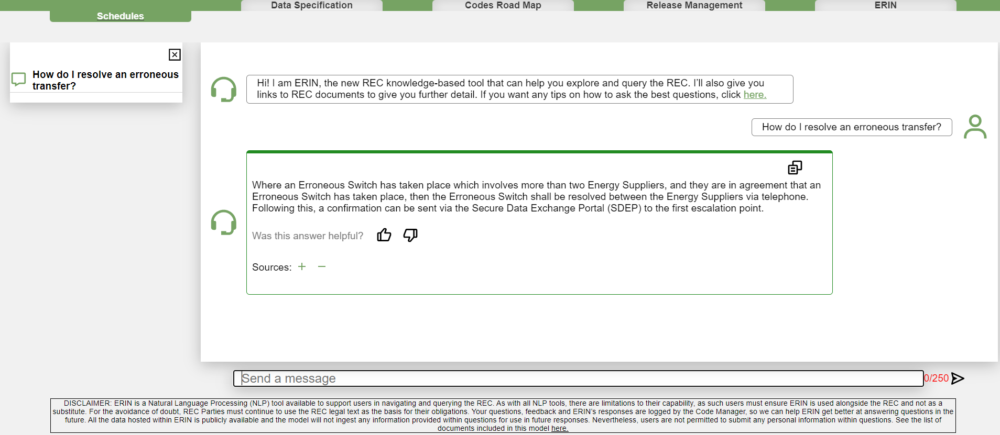 Data Specification
Codes Road Map
Release Management
ERIN
Schedules
How do I resolve an erroneous
transfer?
Hi! I am ERIN, the new REC knowledge-based tool that can help you explore and query the REC. I'll also give you
links to REC documents to give you further detail. If you want any tips on how to ask the best questions, click here.
How do I resolve an erroneous transfer?
Where an Erroneous Switch has taken place which involves more than two Energy Suppliers, and they are in agreement that an
Erroneous Switch has taken place, then the Erroneous Switch shall be resolved between the Energy Suppliers via telephone.
Following this, a confirmation can be sent via the Secure Data Exchange Portal (SDEP) to the first escalation point.
Was this answer helpful?
Sources: + −
Send a message
0/250
DISCLAIMER: ERIN is a Natural Language Processing (NLP) tool available to support users in navigating and querying the REC. As with all NLP tools, there are limitations to their capability, as such users must ensure ERIN is used alongside the REC and not as a
substitute. For the avoidance of doubt, REC Parties must continue to use the REC legal text as the basis for their obligations. Your questions, feedback and ERIN's responses are logged by the Code Manager, so we can help ERIN get better at answering questions in the
future. All the data hosted within ERIN is publicly available and the model will not ingest any information provided within questions for use in future responses. Nevertheless, users are not permitted to submit any personal information within questions. See the list of
documents included in this model here.